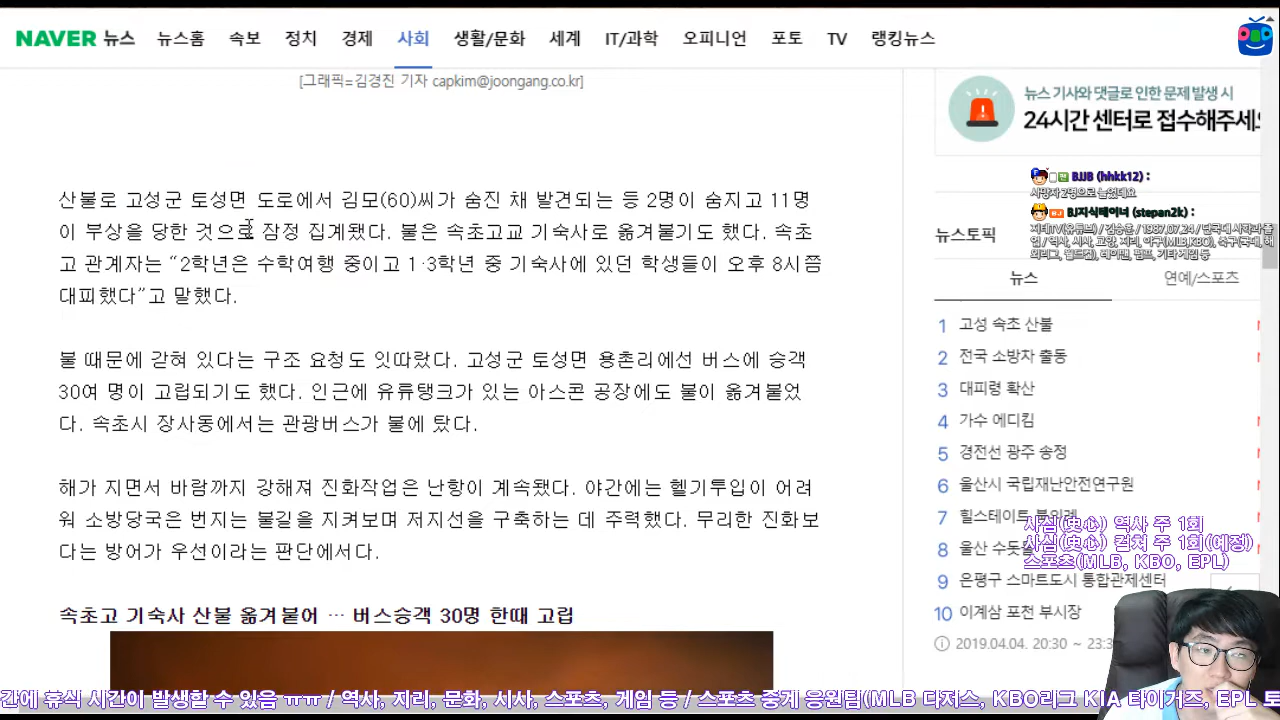 NAVER 뉴스 뉴스홈 속보 정치 경제 사회 생활/문화 세계 IT/과학 오피니언 포토 TV 랭킹뉴스
[그래픽=김경진 기자 capkim@joongang.co.kr]
산불로 고성군 토성면 도로에서 김모(60)씨가 숨진 채 발견되는 등 2명이 숨지고 11명
이 부상을 당한 것으로 잠정 집계됐다. 불은 속초고교 기숙사로 옮겨붙기도 했다. 속초
고 관계자는 “2학년은 수학여행 중이고 1·3학년 중 기숙사에 있던 학생들이 오후 8시쯤
대피했다”고 말했다.
불 때문에 갇혀 있다는 구조 요청도 잇따랐다. 고성군 토성면 용촌리에선 버스에 승객
30여 명이 고립되기도 했다. 인근에 유류탱크가 있는 아스콘 공장에도 불이 옮겨붙었
다. 속초시 장사동에서는 관광버스가 불에 탔다.
해가 지면서 바람까지 강해져 진화작업은 난항이 계속됐다. 야간에는 헬기투입이 어려
워 소방당국은 번지는 불길을 지켜보며 저지선을 구축하는 데 주력했다. 무리한 진화보
다는 방어가 우선이라는 판단에서다.
속초고 기숙사 산불 옮겨붙어 … 버스승객 30명 한때 고립
뉴스 기사와 댓글로 인한 문제 발생 시
24시간 센터로 접수해주세요
BJJB (hhkk12) :
사망자 2명으로 늘었네요
BJ지식테이너 (stepan2k) :
지테TV(유튜브) / 김승훈 / 1987.07.24 /
/ 역사, 시사, 교양, 지리, 야구(MLB,KBO),
뉴스토픽
뉴스 연예/스포츠
1 고성 속초 산불
2 전국 소방차 출동
3 대피령 확산
4 가수 에디킴
5 경전선 광주 송정
6 울산시 국립재난안전연구원
7 힐스테이트
8 울산
9 은평구 스마트도시 통합관제센터
10 이계삼 포천 부시장
2019.04.04. 20:30 ~ 23:3
사심(史心) 역사 주 1회
사심(史心) 컬쳐 주 1회(예정)
스포츠(MLB, KBO, EPL)
간에 휴식 시간이 발생할 수 있음 ㅠㅠ / 역사, 지리, 문화, 시사, 스포츠, 게임 등 / 스포츠 중계 응원팀(MLB 다저스, KBO리그 KIA 타이거즈, EPL 토